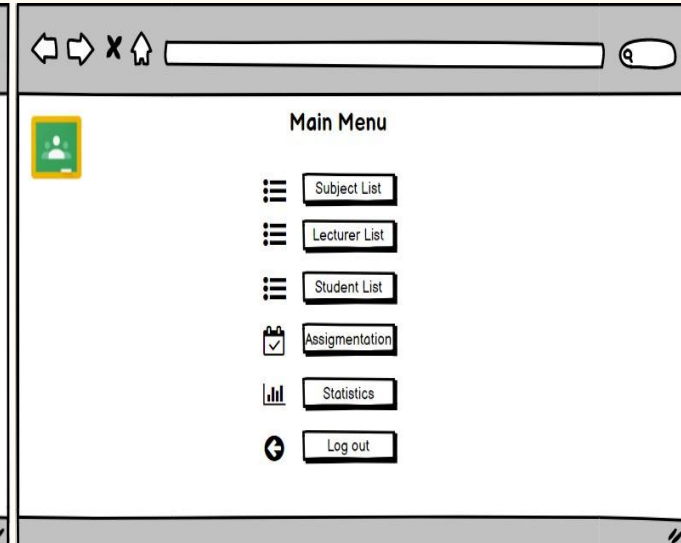 Main Menu
Subject List
Lecturer List
Student List
Assigmentation
Statistics
Log out